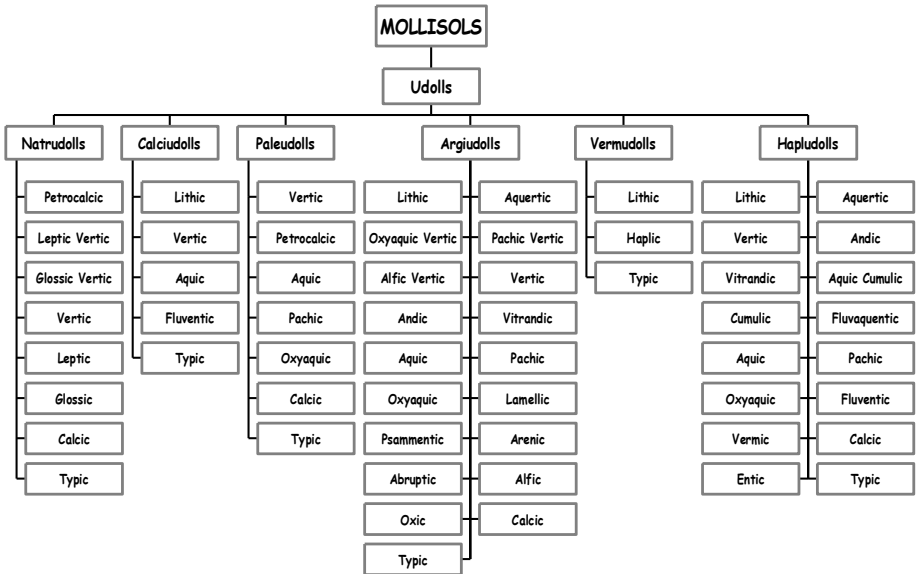 MOLLISOLS
Udolls
Natrudolls
Petrocalcic
Leptic Vertic
Glossic Vertic
Vertic
Leptic
Glossic
Calcic
Typic
Calciudolls
Lithic
Vertic
Aquic
Fluventic
Typic
Paleudolls
Vertic
Petrocalcic
Aquic
Pachic
Oxyaquic
Calcic
Typic
Argiudolls
Lithic
Aquertic
Oxyaquic Vertic
Pachic Vertic
Alfic Vertic
Vertic
Andic
Vitrandic
Aquic
Pachic
Oxyaquic
Lamellic
Psammentic
Arenic
Abruptic
Alfic
Oxic
Calcic
Typic
Vermudolls
Lithic
Haplic
Typic
Hapludolls
Lithic
Aquertic
Vertic
Andic
Vitrandic
Aquic Cumulic
Cumulic
Fluvaquentic
Aquic
Pachic
Oxyaquic
Fluventic
Vermic
Calcic
Entic
Typic